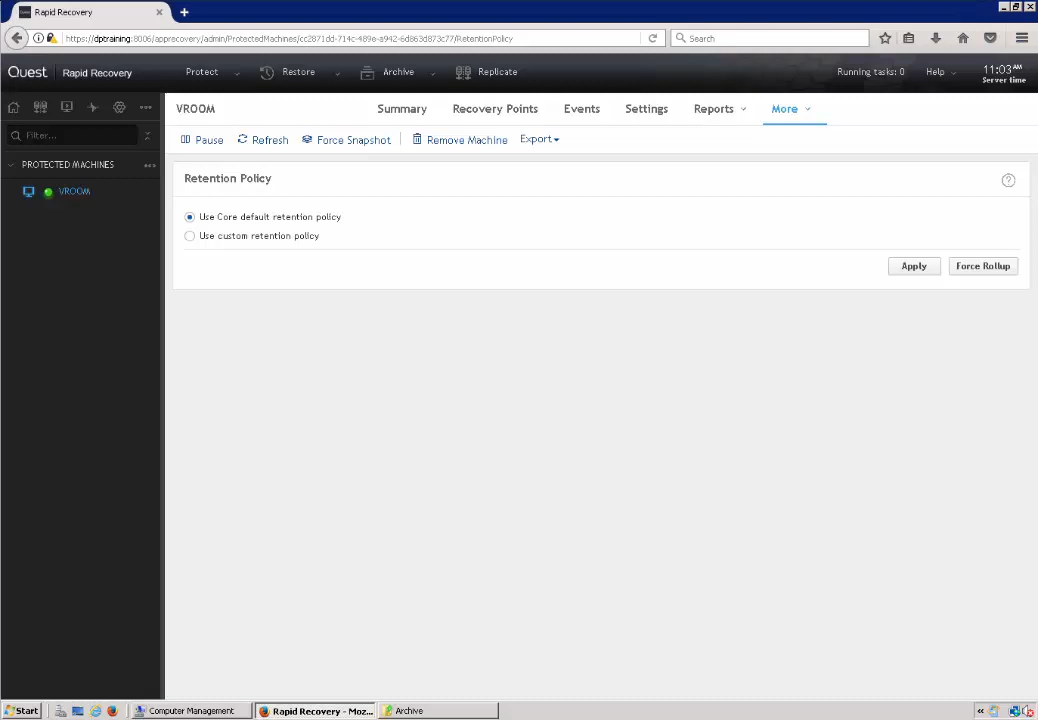 Rapid Recovery
https://dptraining:8006/apprecovery/admin/ProtectedMachines/cc2871dd-714c-489e-a942-6d863d873c77/RetentionPolicy
Search
Quest Rapid Recovery
Protect
Restore
Archive
Replicate
Running tasks: 0
Help
11:03 AM
Server time
Filter...
PROTECTED MACHINES
VROOM
VROOM
Summary
Recovery Points
Events
Settings
Reports
More
Pause
Refresh
Force Snapshot
Remove Machine
Export
Retention Policy
Use Core default retention policy
Use custom retention policy
Apply
Force Rollup
Start
Computer Management
Rapid Recovery - Moz...
Archive